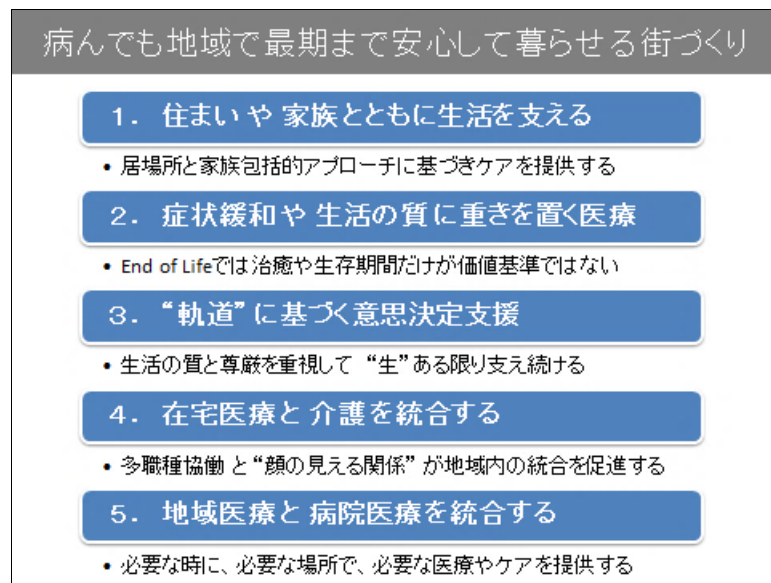 病んでも地域で最期まで安心して暮らせる街づくり
1. 住まいや 家族とともに生活を支える
• 居場所と家族包括的アプローチに基づきケアを提供する
2. 症状緩和や 生活の質に重きを置く医療
• End of Lifeでは治癒や生存期間だけが価値基準ではない
3. “軌道”に基づく意思決定支援
• 生活の質と尊厳を重視して “生”ある限り支え続ける
4. 在宅医療と 介護を統合する
• 多職種協働 と“顔の見える関係” が地域内の統合を促進する
5. 地域医療と 病院医療を統合する
• 必要な時に、必要な場所で、必要な医療やケアを提供する